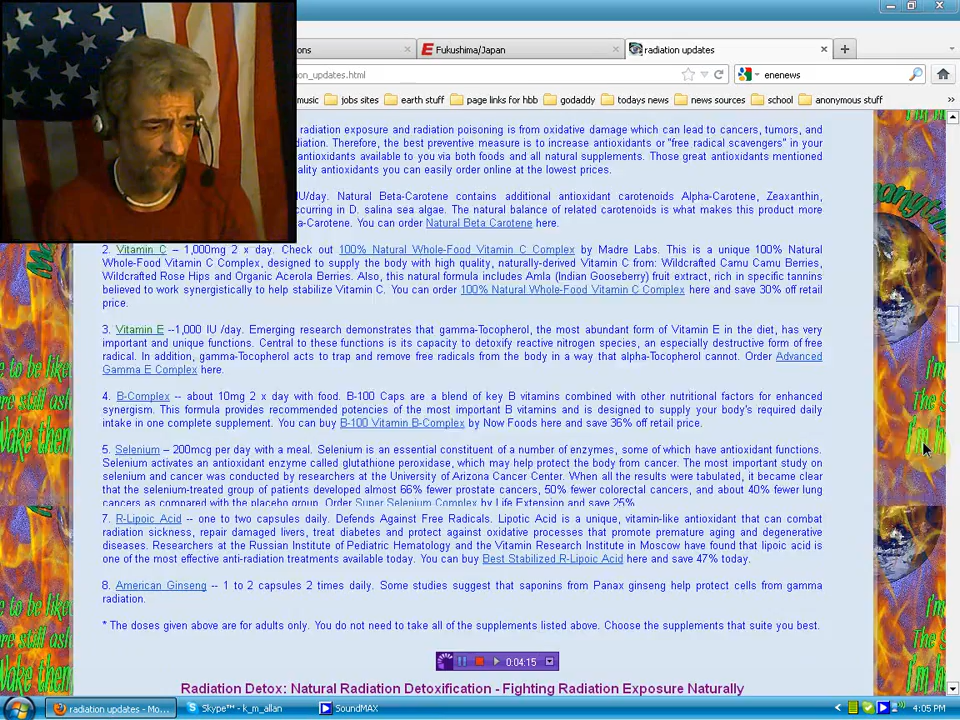 ons
Fukushima/Japan
radiation updates
on_updates.html
enenews
music
jobs sites
earth stuff
page links for hbb
godaddy
todays news
news sources
school
anonymous stuff
»
radiation exposure and radiation poisoning is from oxidative damage which can lead to cancers, tumors, and
diation. Therefore, the best preventive measure is to increase antioxidants or "free radical scavengers" in your
antioxidants available to you via both foods and all natural supplements. Those great antioxidants mentioned
ality antioxidants you can easily order online at the lowest prices.
IU/day. Natural Beta-Carotene contains additional antioxidant carotenoids Alpha-Carotene, Zeaxanthin,
ccurring in D. salina sea algae. The natural balance of related carotenoids is what makes this product more
a-Carotene. You can order Natural Beta Carotene here.
2. Vitamin C – 1,000mg 2 x day. Check out 100% Natural Whole-Food Vitamin C Complex by Madre Labs. This is a unique 100% Natural
Whole-Food Vitamin C Complex, designed to supply the body with high quality, naturally-derived Vitamin C from: Wildcrafted Camu Camu Berries,
Wildcrafted Rose Hips and Organic Acerola Berries. Also, this natural formula includes Amla (Indian Gooseberry) fruit extract, rich in specific tannins
believed to work synergistically to help stabilize Vitamin C. You can order 100% Natural Whole-Food Vitamin C Complex here and save 30% off retail
price.
3. Vitamin E --1,000 IU /day. Emerging research demonstrates that gamma-Tocopherol, the most abundant form of Vitamin E in the diet, has very
important and unique functions. Central to these functions is its capacity to detoxify reactive nitrogen species, an especially destructive form of free
radical. In addition, gamma-Tocopherol acts to trap and remove free radicals from the body in a way that alpha-Tocopherol cannot. Order Advanced
Gamma E Complex here.
4. B-Complex -- about 10mg 2 x day with food. B-100 Caps are a blend of key B vitamins combined with other nutritional factors for enhanced
synergism. This formula provides recommended potencies of the most important B vitamins and is designed to supply your body's required daily
intake in one complete supplement. You can buy B-100 Vitamin B-Complex by Now Foods here and save 36% off retail price.
5. Selenium – 200mcg per day with a meal. Selenium is an essential constituent of a number of enzymes, some of which have antioxidant functions.
Selenium activates an antioxidant enzyme called glutathione peroxidase, which may help protect the body from cancer. The most important study on
selenium and cancer was conducted by researchers at the University of Arizona Cancer Center. When all the results were tabulated, it became clear
that the selenium-treated group of patients developed almost 66% fewer prostate cancers, 50% fewer colorectal cancers, and about 40% fewer lung
cancers as compared with the placebo group. Order Super Selenium Complex by Life Extension and save 25%
7. R-Lipoic Acid -- one to two capsules daily. Defends Against Free Radicals. Lipotic Acid is a unique, vitamin-like antioxidant that can combat
radiation sickness, repair damaged livers, treat diabetes and protect against oxidative processes that promote premature aging and degenerative
diseases. Researchers at the Russian Institute of Pediatric Hematology and the Vitamin Research Institute in Moscow have found that lipoic acid is
one of the most effective anti-radiation treatments available today. You can buy Best Stabilized R-Lipoic Acid here and save 47% today.
8. American Ginseng -- 1 to 2 capsules 2 times daily. Some studies suggest that saponins from Panax ginseng help protect cells from gamma
radiation.
* The doses given above are for adults only. You do not need to take all of the supplements listed above. Choose the supplements that suite you best.
0:04:15
Radiation Detox: Natural Radiation Detoxification - Fighting Radiation Exposure Naturally
radiation updates - Mo...
Skype™ - k_m_allan
SoundMAX
4:05 PM